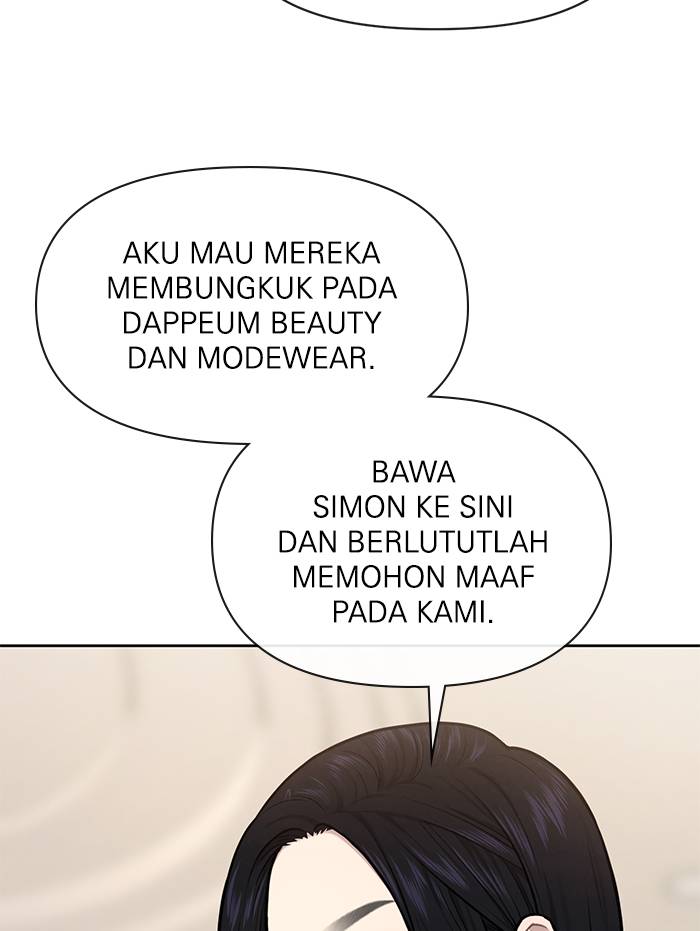 AKU MAU MEREKA
MEMBUNGKUK PADA
DAPPEUM BEAUTY
DAN MODEWEAR.
BAWA
SIMON KE SINI
DAN BERLUTUTLAH
MEMOHON MAAF
PADA KAMI.